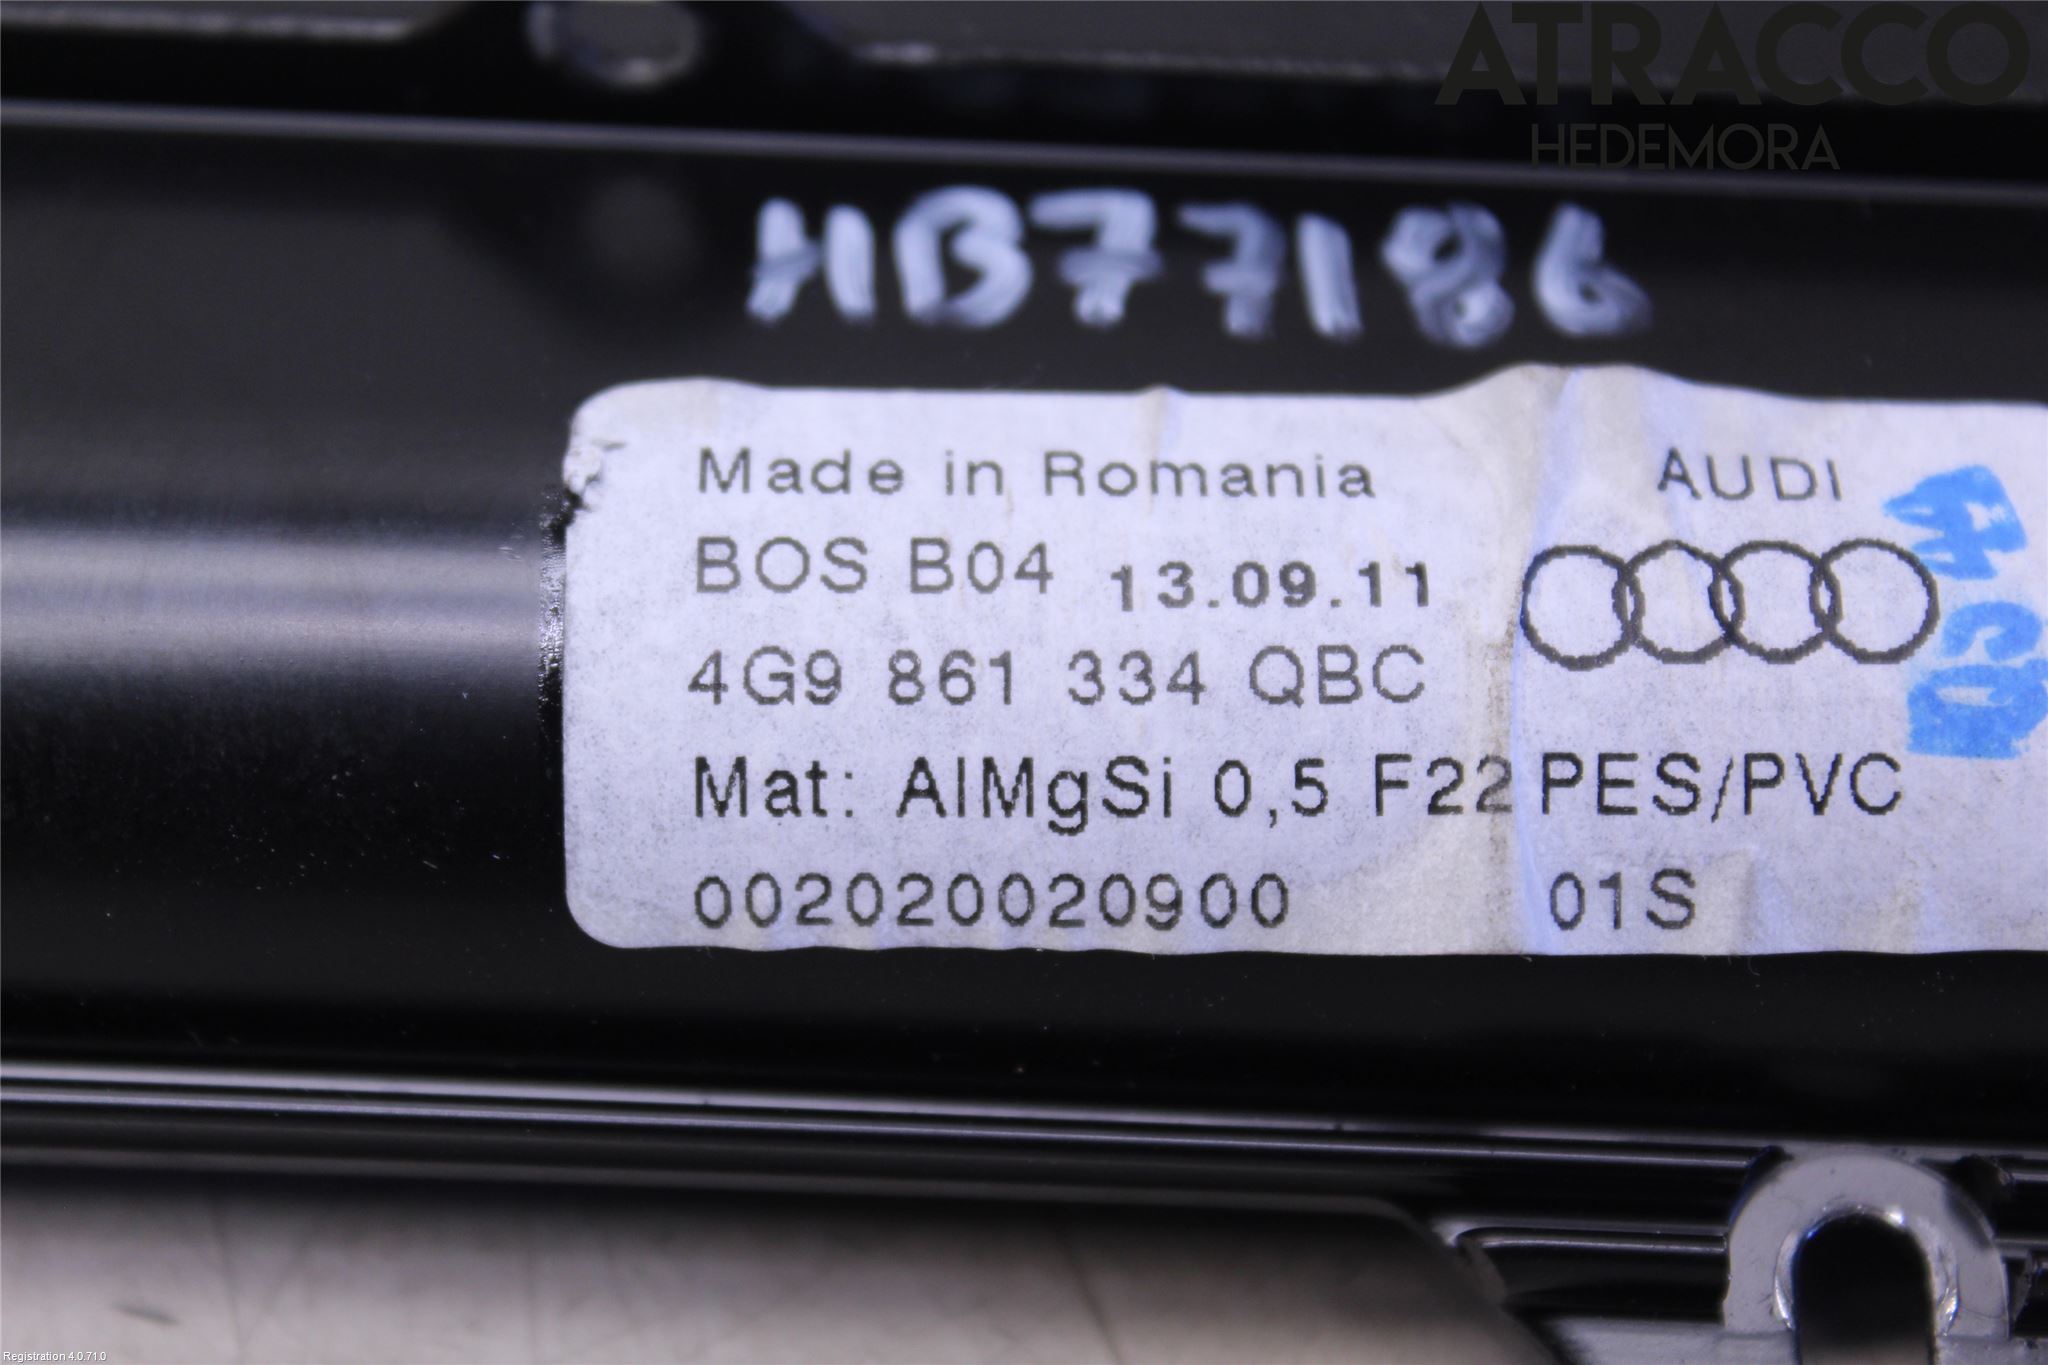 ATRACCO
HEDEMORA
HB77186
Made in Romania
AUDI
BOS B04 13.09.11
4G9 861 334 QBC
Mat: AlMgSi 0,5 F22 PES/PVC
002020020900 01S
Registration 4.0.71.0